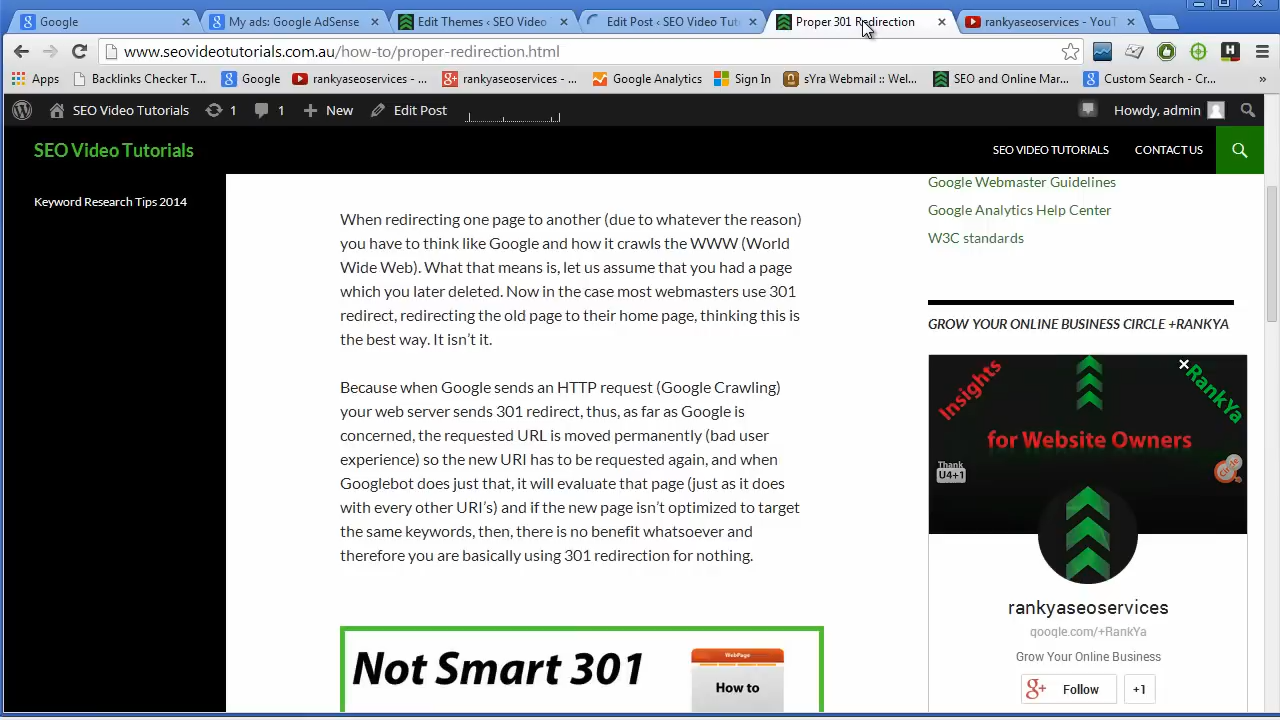 Google
My ads: Google AdSense
Edit Themes ‹ SEO Video
Edit Post ‹ SEO Video Tut
Proper 301 Redirection
rankyaseoservices - YouT
www.seovideotutorials.com.au/how-to/proper-redirection.html
Apps
Backlinks Checker T...
Google
rankyaseoservices - ...
rankyaseoservices - ...
Google Analytics
Sign In
sYra Webmail :: Wel...
SEO and Online Mar...
Custom Search - Cr...
SEO Video Tutorials
1
1
New
Edit Post
Howdy, admin
SEO Video Tutorials
SEO VIDEO TUTORIALS
CONTACT US
Keyword Research Tips 2014
When redirecting one page to another (due to whatever the reason)
you have to think like Google and how it crawls the WWW (World
Wide Web). What that means is, let us assume that you had a page
which you later deleted. Now in the case most webmasters use 301
redirect, redirecting the old page to their home page, thinking this is
the best way. It isn't it.
Because when Google sends an HTTP request (Google Crawling)
your web server sends 301 redirect, thus, as far as Google is
concerned, the requested URL is moved permanently (bad user
experience) so the new URI has to be requested again, and when
Googlebot does just that, it will evaluate that page (just as it does
with every other URI's) and if the new page isn't optimized to target
the same keywords, then, there is no benefit whatsoever and
therefore you are basically using 301 redirection for nothing.
Not Smart 301
WebPage
How to
Google Webmaster Guidelines
Google Analytics Help Center
W3C standards
GROW YOUR ONLINE BUSINESS CIRCLE +RANKYA
Insights
RankYa
for Website Owners
Thank
U4+1
Circle
rankyaseoservices
google.com/+RankYa
Grow Your Online Business
g+ Follow
+1